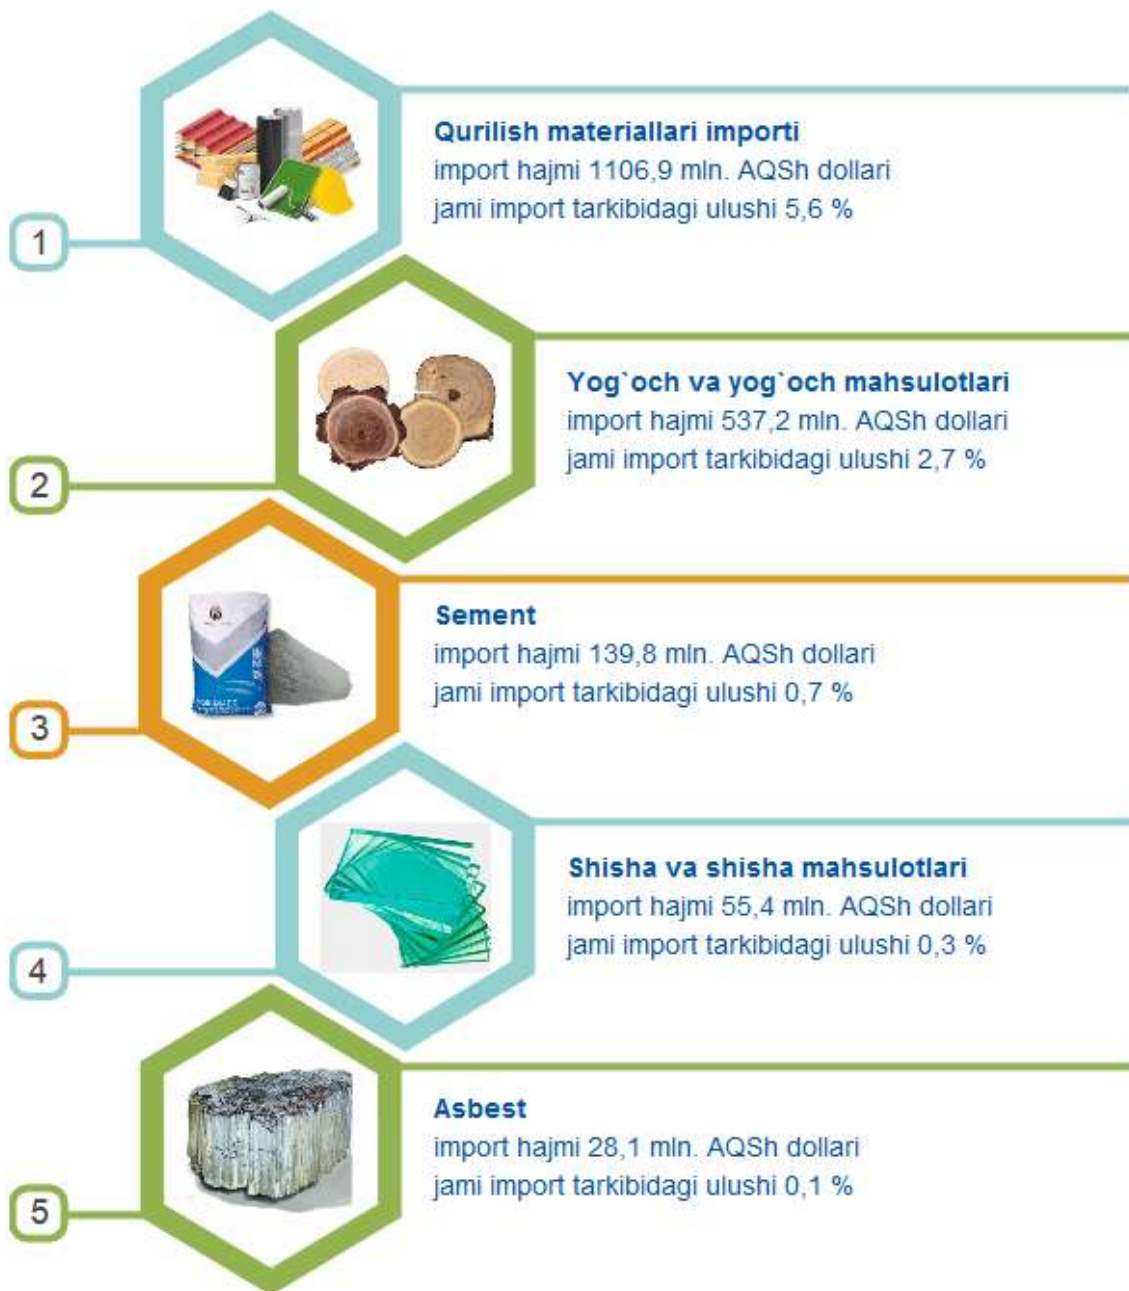 Qurilish materiallari importi
import hajmi 1106,9 mln. AQSh dollari
jami import tarkibidagi ulushi 5,6 %
1
Yog`och va yog`och mahsulotlari
import hajmi 537,2 mln. AQSh dollari
jami import tarkibidagi ulushi 2,7 %
2
Sement
import hajmi 139,8 mln. AQSh dollari
jami import tarkibidagi ulushi 0,7 %
3
Shisha va shisha mahsulotlari
import hajmi 55,4 mln. AQSh dollari
jami import tarkibidagi ulushi 0,3 %
4
Asbest
import hajmi 28,1 mln. AQSh dollari
jami import tarkibidagi ulushi 0,1 %
5